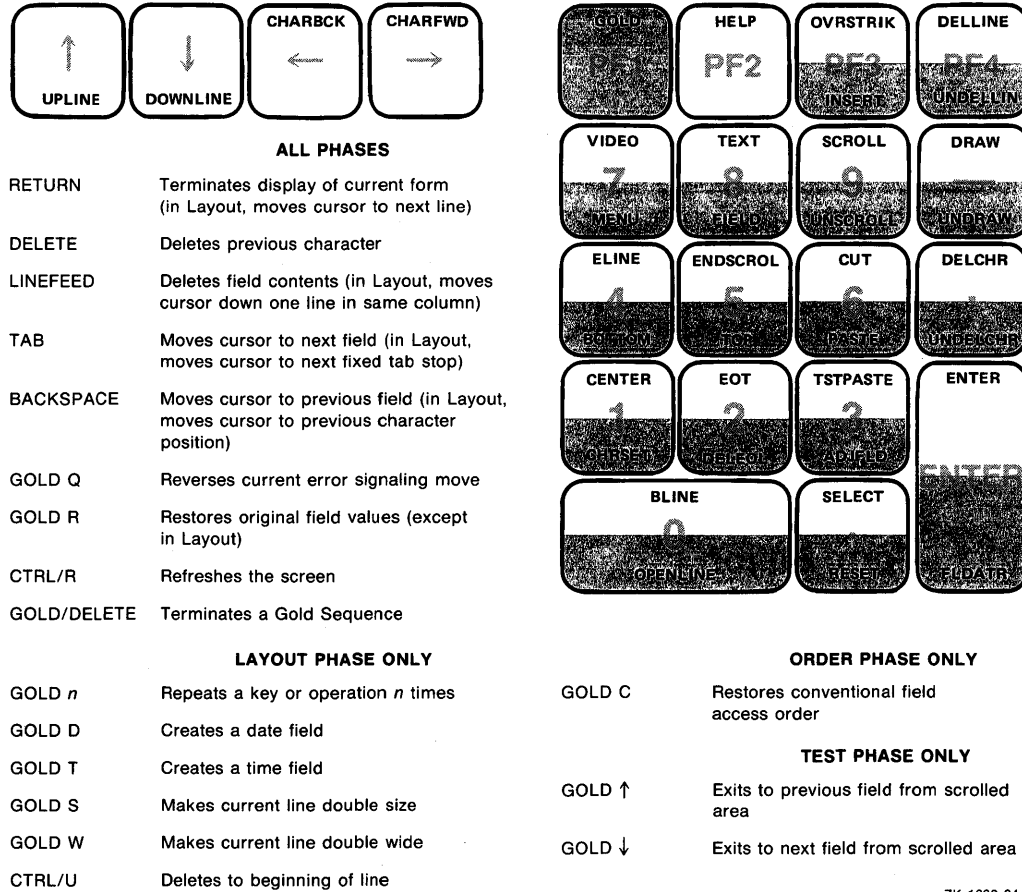 CHARBCK CHARFWD
↑ ↓ ← →
UPLINE DOWNLINE
ALL PHASES
RETURN Terminates display of current form
(in Layout, moves cursor to next line)
DELETE Deletes previous character
LINEFEED Deletes field contents (in Layout, moves
cursor down one line in same column)
TAB Moves cursor to next field (in Layout,
moves cursor to next fixed tab stop)
BACKSPACE Moves cursor to previous field (in Layout,
moves cursor to previous character
position)
GOLD Q Reverses current error signaling move
GOLD R Restores original field values (except
in Layout)
CTRL/R Refreshes the screen
GOLD/DELETE Terminates a Gold Sequence
LAYOUT PHASE ONLY
GOLD n Repeats a key or operation n times
GOLD D Creates a date field
GOLD T Creates a time field
GOLD S Makes current line double size
GOLD W Makes current line double wide
CTRL/U Deletes to beginning of line
GOLD HELP OVRSTRIK DELLINE
PF1 PF2 PF3 PF4
INSERT UNDELLIN
VIDEO TEXT SCROLL DRAW
7 8 9 —
MENU FIELD UNSCROLL UNDRAW
ELINE ENDSCROL CUT DELCHR
4 5 6 ,
BOTTOM TOP PASTE UNDELCHR
CENTER EOT TSTPASTE ENTER
1 2 3
CHRSET DELEOL ADJFLD
ENTER
BLINE SELECT
0 .
OPENLINE RESET FLDATR
ORDER PHASE ONLY
GOLD C Restores conventional field
access order
TEST PHASE ONLY
GOLD ↑ Exits to previous field from scrolled
area
GOLD ↓ Exits to next field from scrolled area